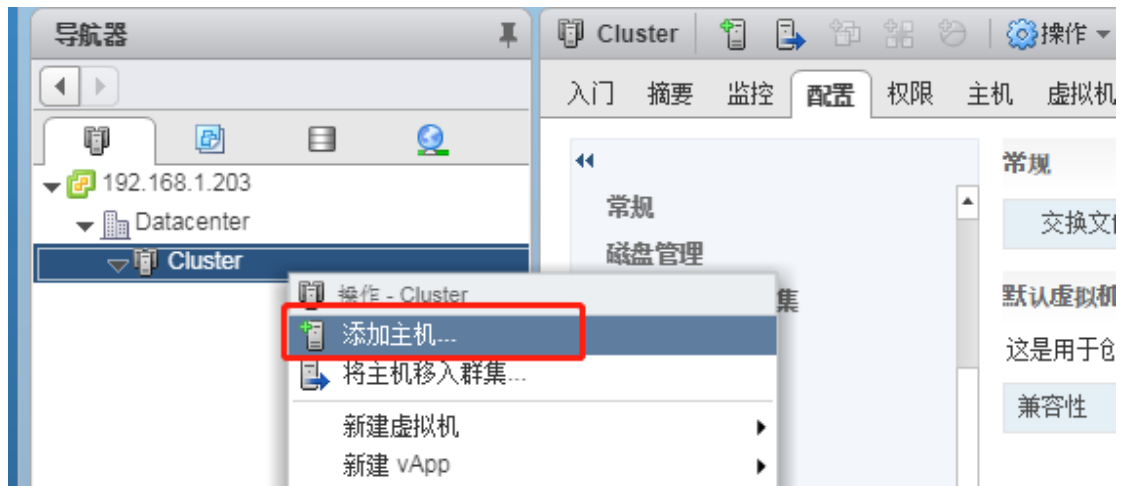 导航器
Cluster 操作
入门 摘要 监控 配置 权限 主机 虚拟机
192.168.1.203
Datacenter
Cluster
操作 - Cluster
添加主机...
将主机移入群集...
新建虚拟机
新建 vApp
常规
磁盘管理
集
常规
交换文
默认虚拟机
这是用于
兼容性